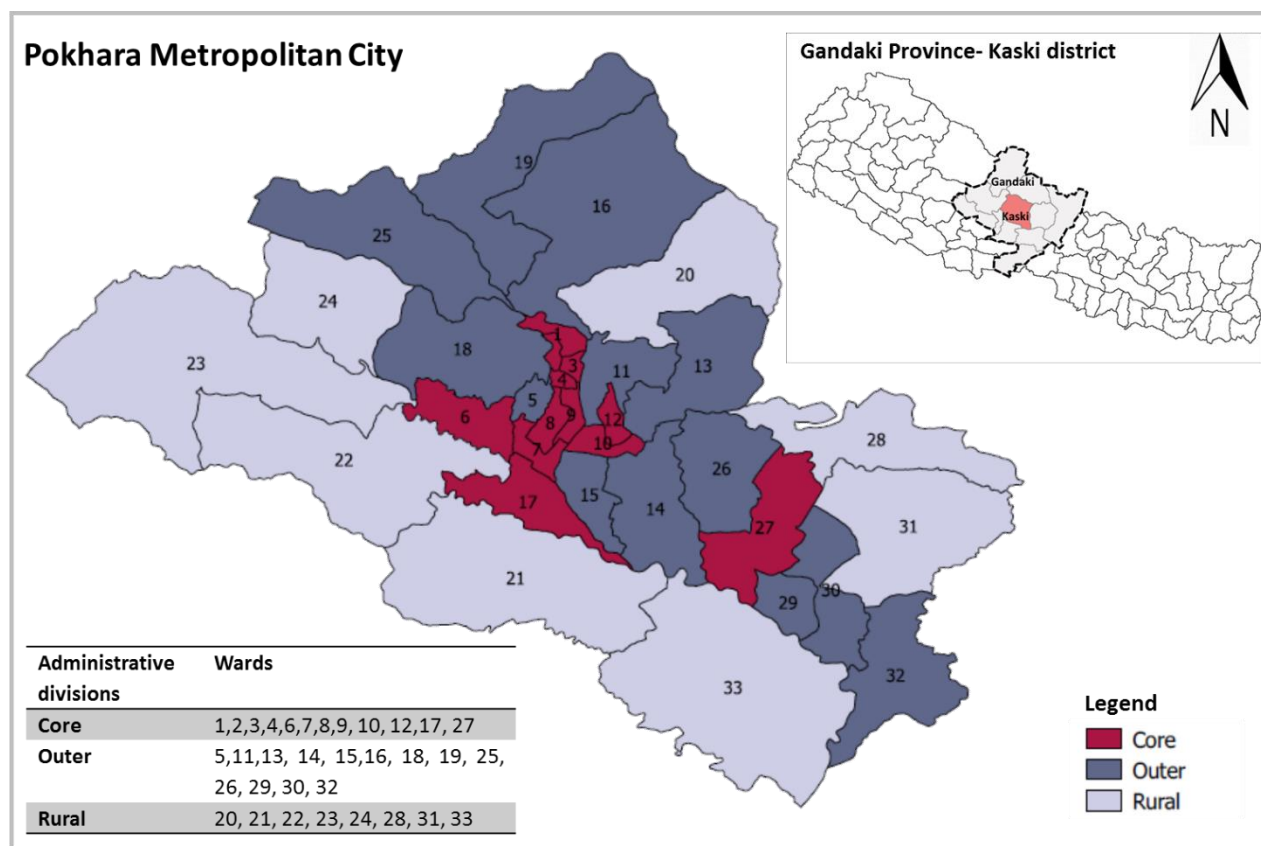 Pokhara Metropolitan City
Gandaki Province- Kaski district
N
Gandaki
Kaski
19
16
25
20
24
1
18
3
11
13
23
4
5
6
9
12
8
28
10
7
22
26
15
17
14
27
31
21
30
29
33
32
Administrative
divisions
Wards
Core
1,2,3,4,6,7,8,9, 10, 12,17, 27
Outer
5,11,13, 14, 15,16, 18, 19, 25,
26, 29, 30, 32
Rural
20, 21, 22, 23, 24, 28, 31, 33
Legend
Core
Outer
Rural